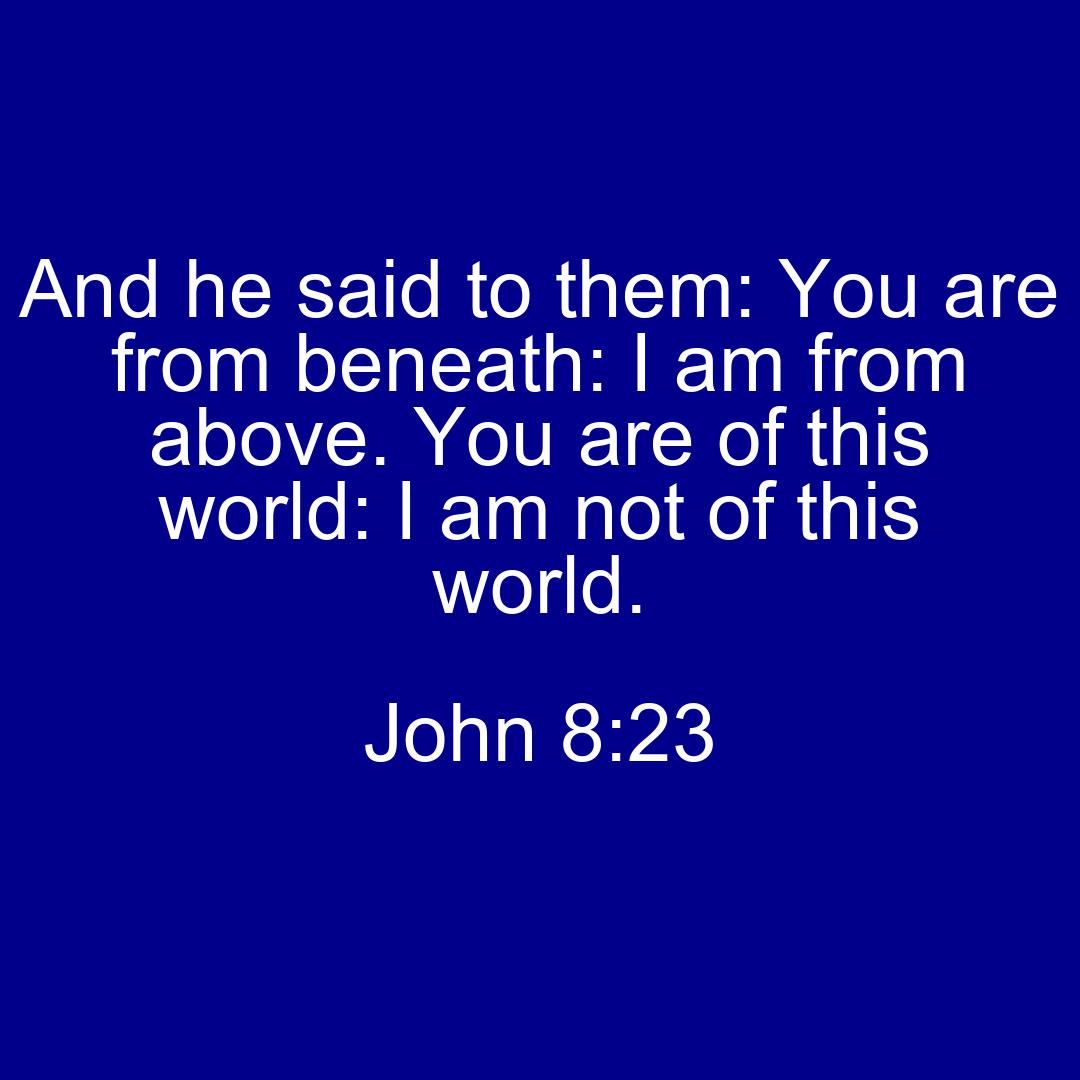 And he said to them: You are
from beneath: I am from
above. You are of this
world: I am not of this
world.
John 8:23